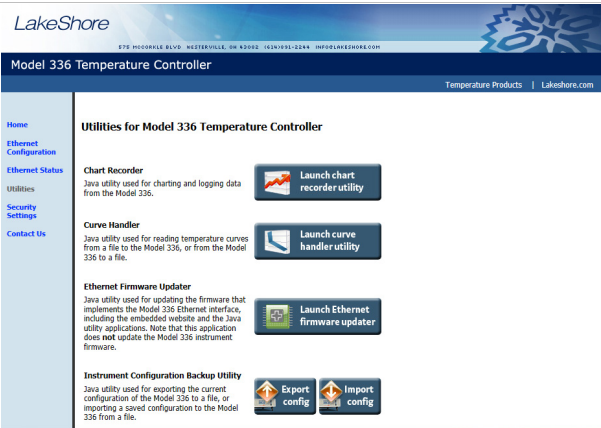 LakeShore
575 MCCORKLE BLVD WESTERVILLE, OH 43082 (614)891-2244 INFO@LAKESHORE.COM
Model 336 Temperature Controller
Temperature Products | Lakeshore.com
Home
Ethernet
Configuration
Ethernet Status
Utilities
Security
Settings
Contact Us
Utilities for Model 336 Temperature Controller
Chart Recorder
Java utility used for charting and logging data
from the Model 336.
Launch chart
recorder utility
Curve Handler
Java utility used for reading temperature curves
from a file to the Model 336, or from the Model
336 to a file.
Launch curve
handler utility
Ethernet Firmware Updater
Java utility used for updating the firmware that
implements the Model 336 Ethernet interface,
including the embedded website and the Java
utility applications. Note that this application
does not update the Model 336 instrument
firmware.
Launch Ethernet
firmware updater
Instrument Configuration Backup Utility
Java utility used for exporting the current
configuration of the Model 336 to a file, or
importing a saved configuration to the Model
336 from a file.
Export
config
Import
config